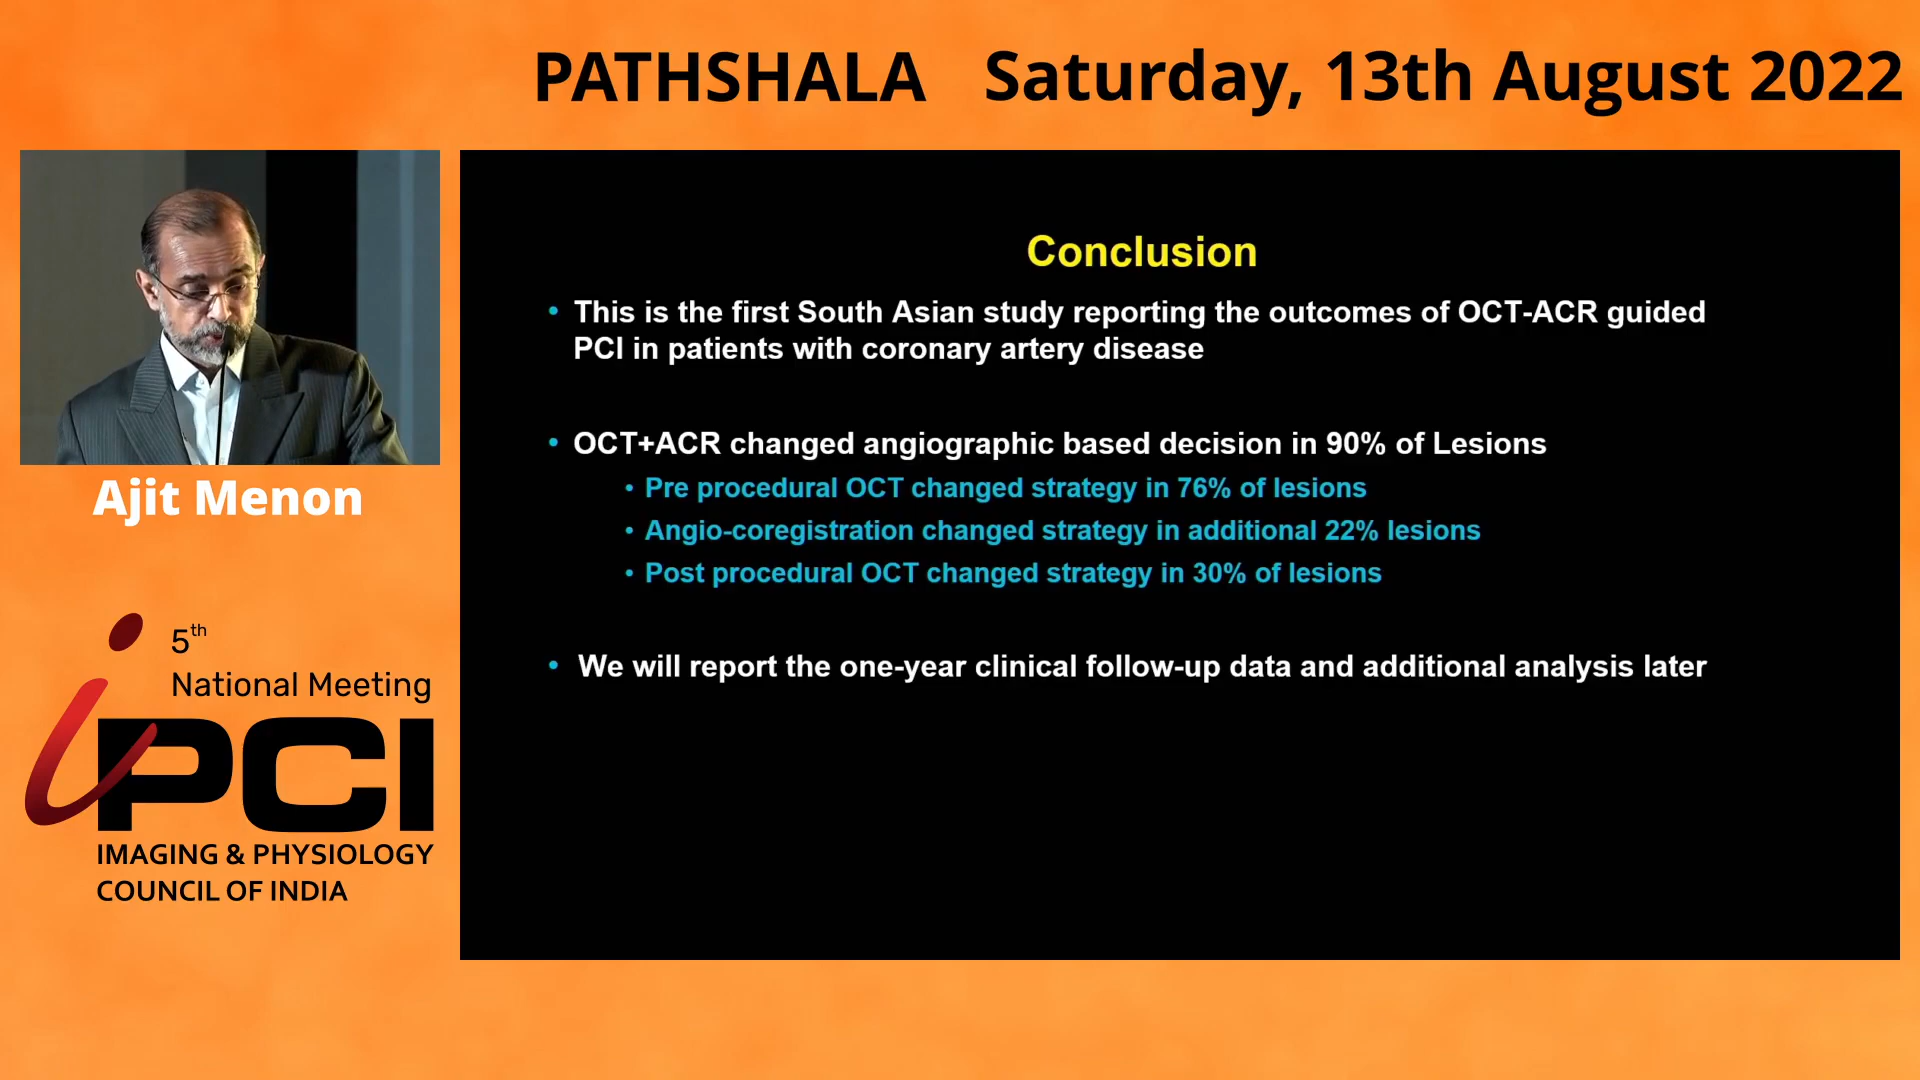 PATHSHALA Saturday, 13th August 2022
Ajit Menon
5th
National Meeting
iPCI
IMAGING & PHYSIOLOGY
COUNCIL OF INDIA
Conclusion
• This is the first South Asian study reporting the outcomes of OCT-ACR guided
PCI in patients with coronary artery disease
• OCT+ACR changed angiographic based decision in 90% of Lesions
• Pre procedural OCT changed strategy in 76% of lesions
• Angio-coregistration changed strategy in additional 22% lesions
• Post procedural OCT changed strategy in 30% of lesions
• We will report the one-year clinical follow-up data and additional analysis later